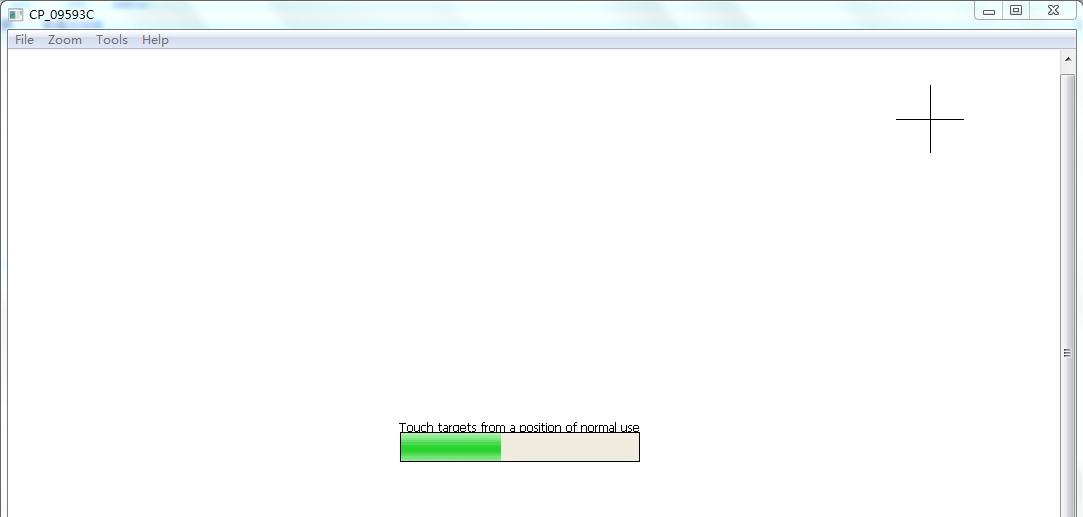 CP_09593C
File Zoom Tools Help
Touch targets from a position of normal use